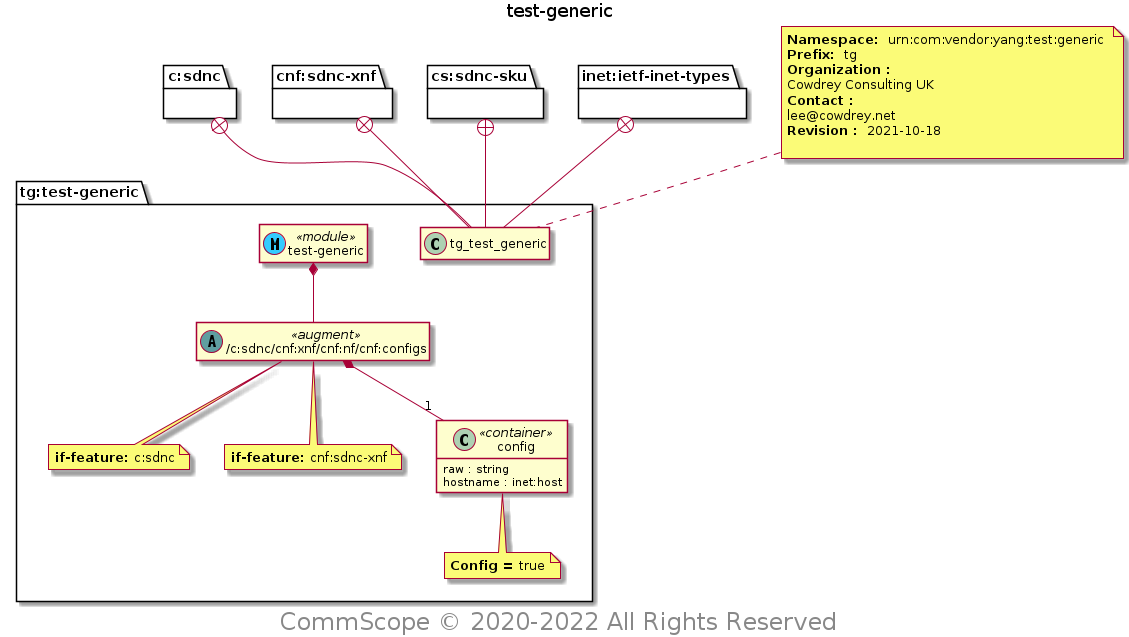 test-generic
Namespace: urn:com:vendor:yang:test:generic
Prefix: tg
Organization :
Cowdrey Consulting UK
Contact :
lee@cowdrey.net
Revision : 2021-10-18
c:sdnc
cnf:sdnc-xnf
cs:sdnc-sku
inet:ietf-inet-types
tg:test-generic
M «module»
test-generic
C tg_test_generic
A «augment»
/c:sdnc/cnf:xnf/cnf:nf/cnf:configs
1
if-feature: c:sdnc
if-feature: cnf:sdnc-xnf
C «container»
config
raw : string
hostname : inet:host
Config = true
CommScope © 2020-2022 All Rights Reserved